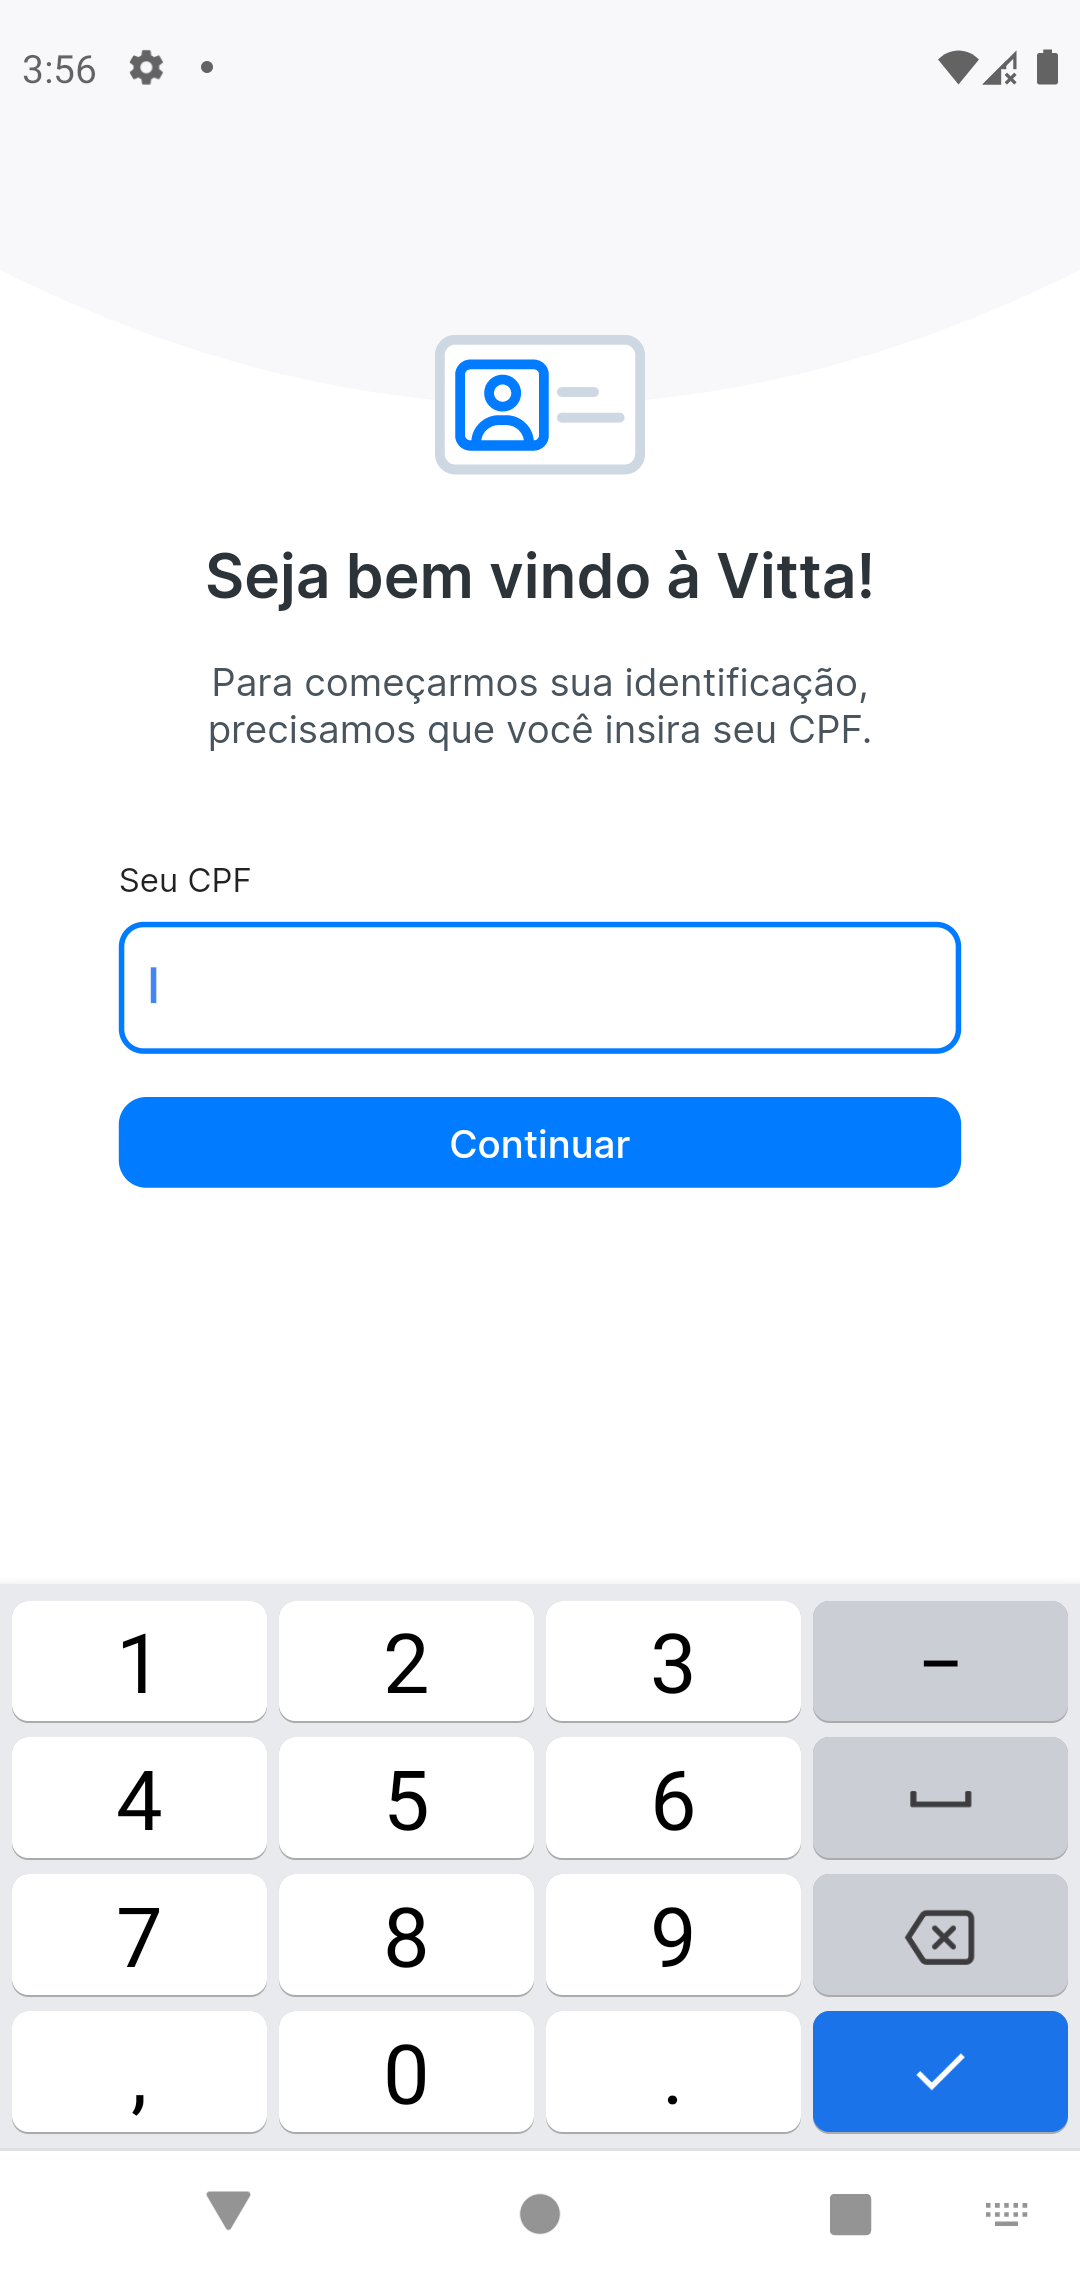 3:56
Seja bem vindo à Vitta!
Para começarmos sua identificação,
precisamos que você insira seu CPF.
Seu CPF
Continuar
1 2 3 –
4 5 6
7 8 9
, 0 .